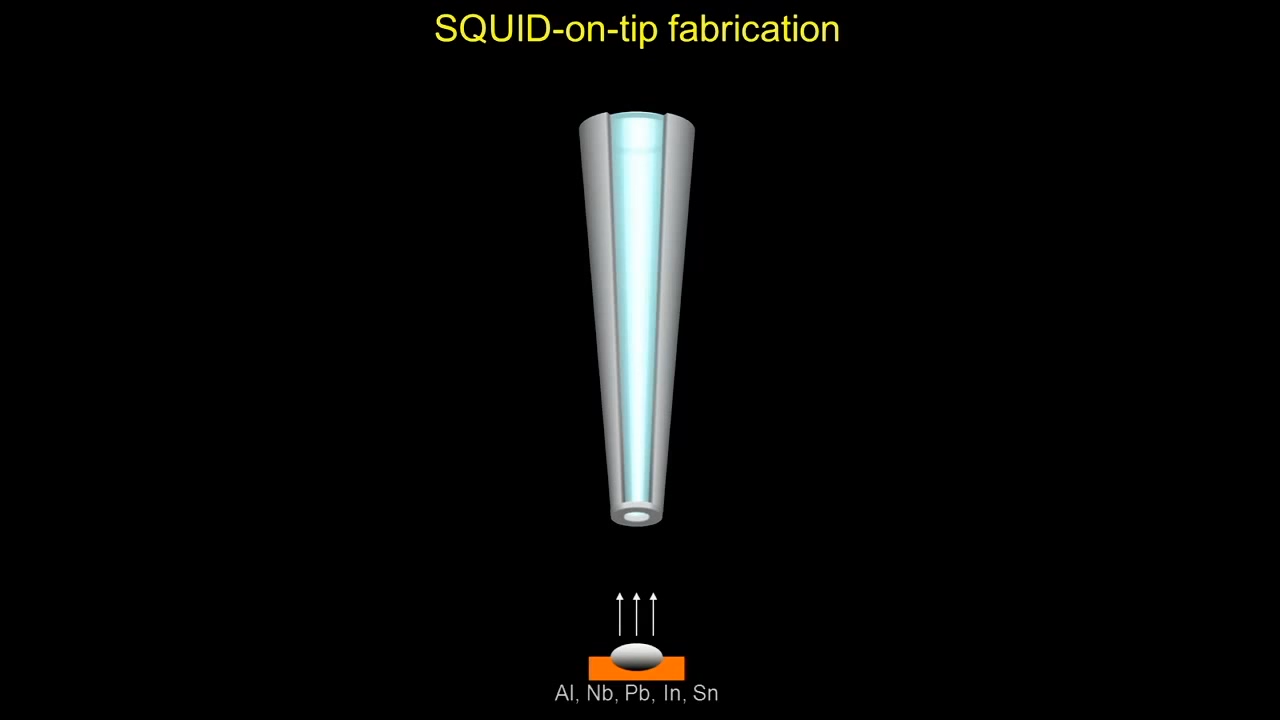 SQUID-on-tip fabrication
Al, Nb, Pb, In, Sn